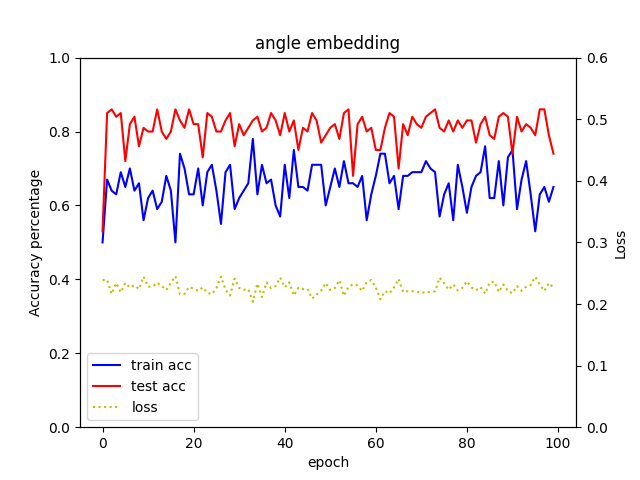 angle embedding
1.0
0.8
0.6
0.4
0.2
0.0
Accuracy percentage
0.6
0.5
0.4
0.3
0.2
0.1
0.0
Loss
train acc
test acc
loss
0
20
40
60
80
100
epoch